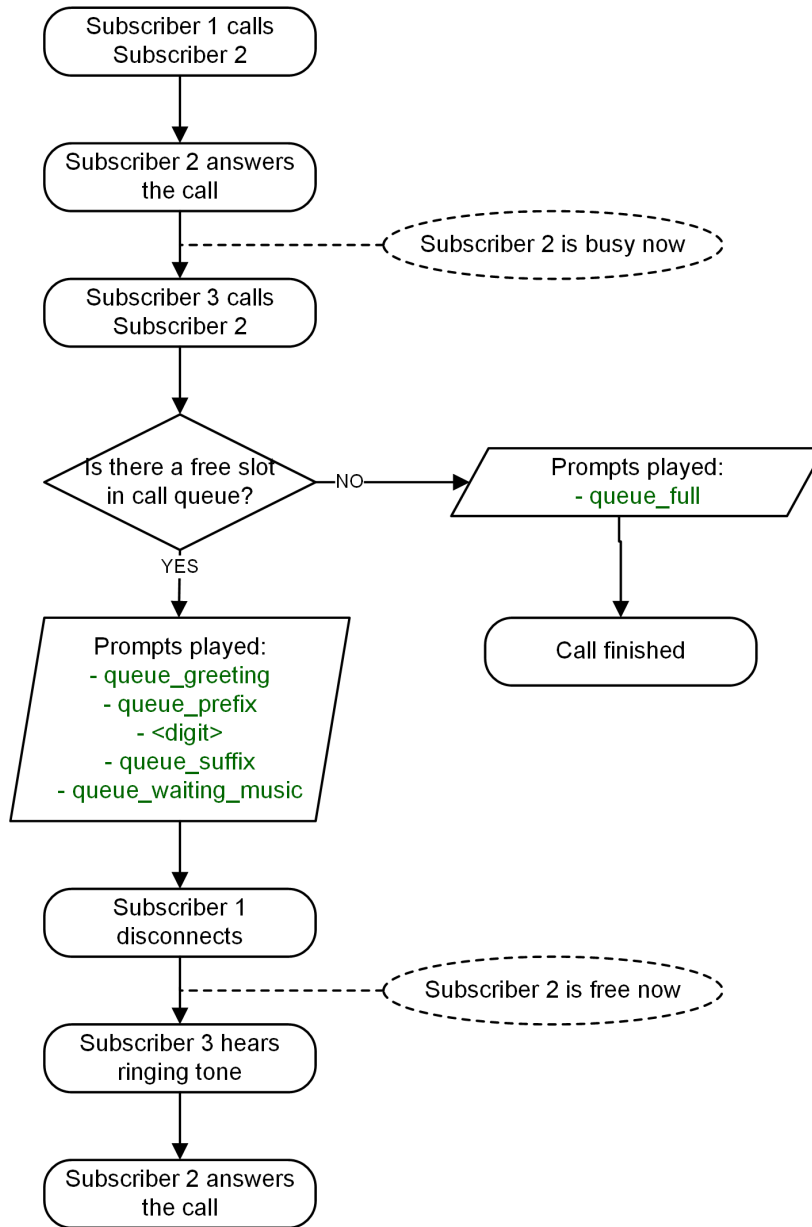 Subscriber 1 calls
Subscriber 2
Subscriber 2 answers
the call
Subscriber 2 is busy now
Subscriber 3 calls
Subscriber 2
Is there a free slot
in call queue?
NO
Prompts played:
- queue_full
Call finished
YES
Prompts played:
- queue_greeting
- queue_prefix
- <digit>
- queue_suffix
- queue_waiting_music
Subscriber 1
disconnects
Subscriber 2 is free now
Subscriber 3 hears
ringing tone
Subscriber 2 answers
the call